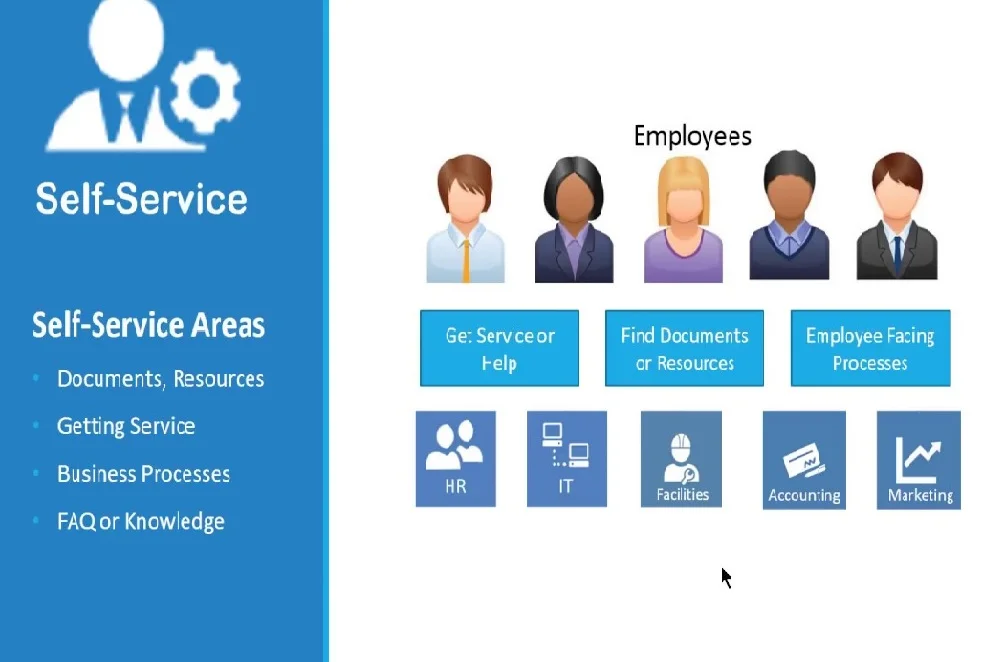 Self-Service
Self-Service Areas
Documents, Resources
Getting Service
Business Processes
FAQ or Knowledge
Employees
Get Service or
Help
Find Documents
or Resources
Employee Facing
Processes
HR
IT
Facilities
Accounting
Marketing